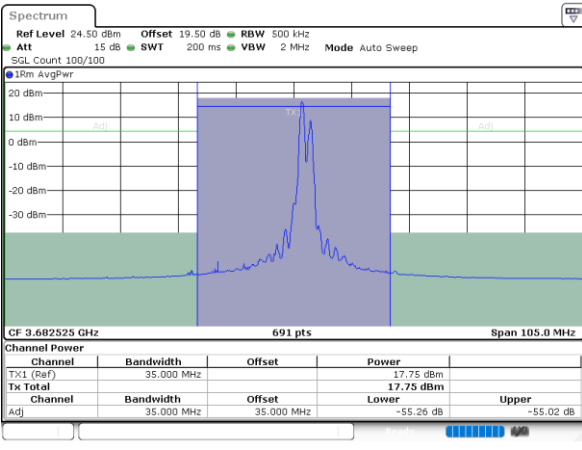 Spectrum
Ref Level 24.50 dBm Offset 19.50 dB RBW 500 kHz
Att 15 dB SWT 200 ms VBW 2 MHz Mode Auto Sweep
SGL Count 100/100
1Rm AvgPwr
20 dBm
TX1
10 dBm
Adj Adj
0 dBm
-10 dBm
-20 dBm
-30 dBm
CF 3.682525 GHz 691 pts Span 105.0 MHz
Channel Power
Channel Bandwidth Offset Power
TX1 (Ref) 35.000 MHz 17.75 dBm
Tx Total 17.75 dBm
Channel Bandwidth Offset Lower Upper
Adj 35.000 MHz 35.000 MHz -55.26 dB -55.02 dB
Ready